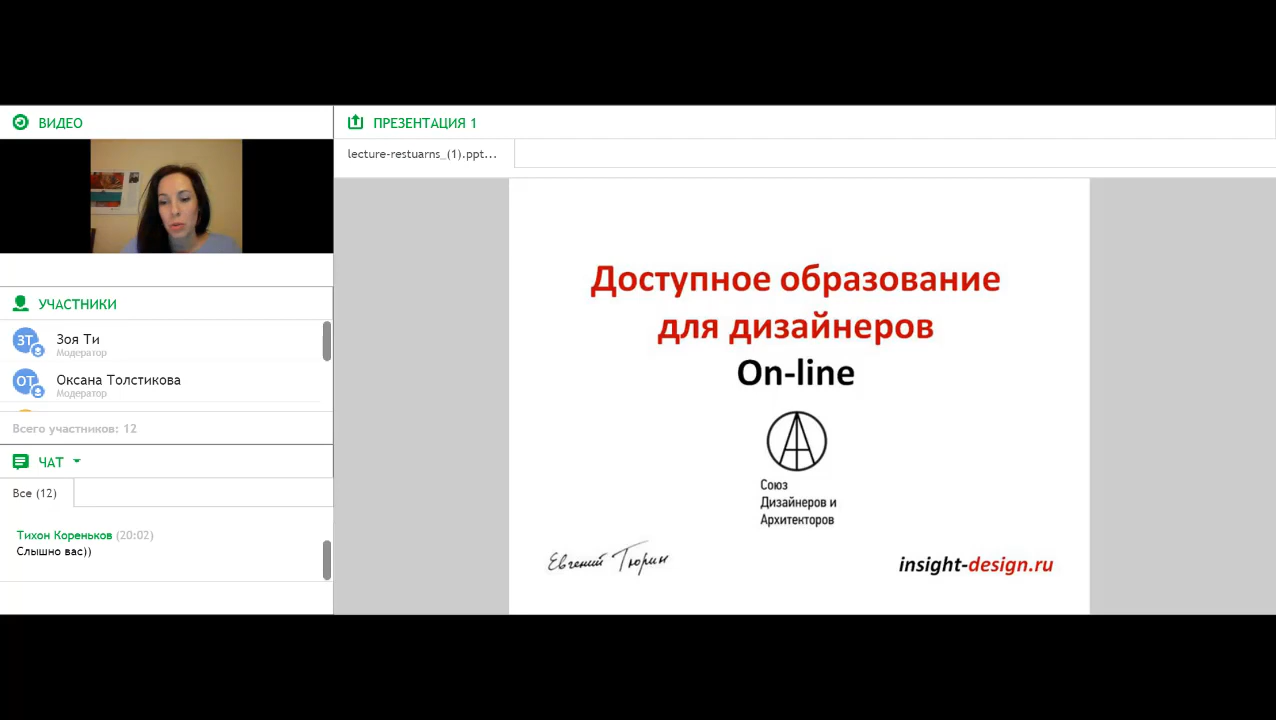 ВИДЕО
УЧАСТНИКИ
ЗТ
Зоя Ти
Модератор
ОТ
Оксана Толстикова
Модератор
Всего участников: 12
ЧАТ
Все (12)
Тихон Кореньков (20:02)
Слышно вас))
ПРЕЗЕНТАЦИЯ 1
lecture-restuarns_(1).ppt...
Доступное образование
для дизайнеров
On-line
Союз
Дизайнеров и
Архитекторов
Евгений Тюрин
insight-design.ru